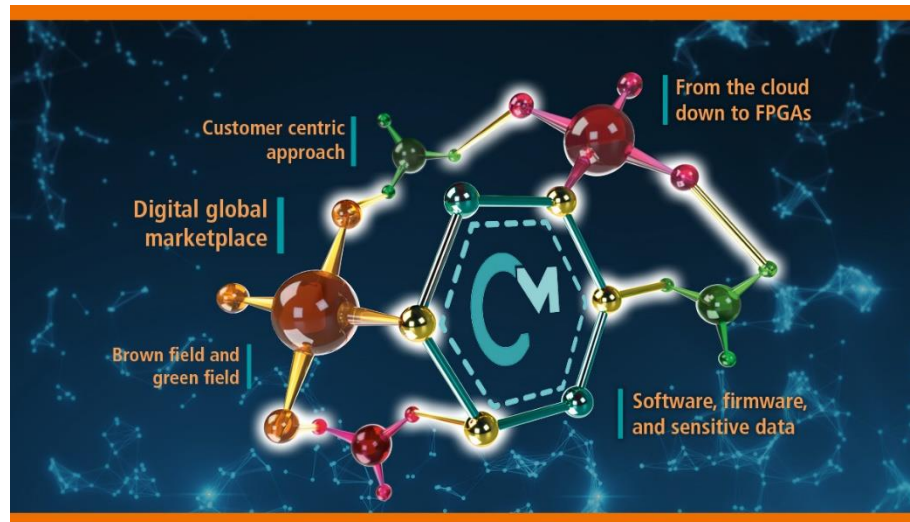 From the cloud
down to FPGAs
Customer centric
approach
Digital global
marketplace
CM
Brown field and
green field
Software, firmware,
and sensitive data